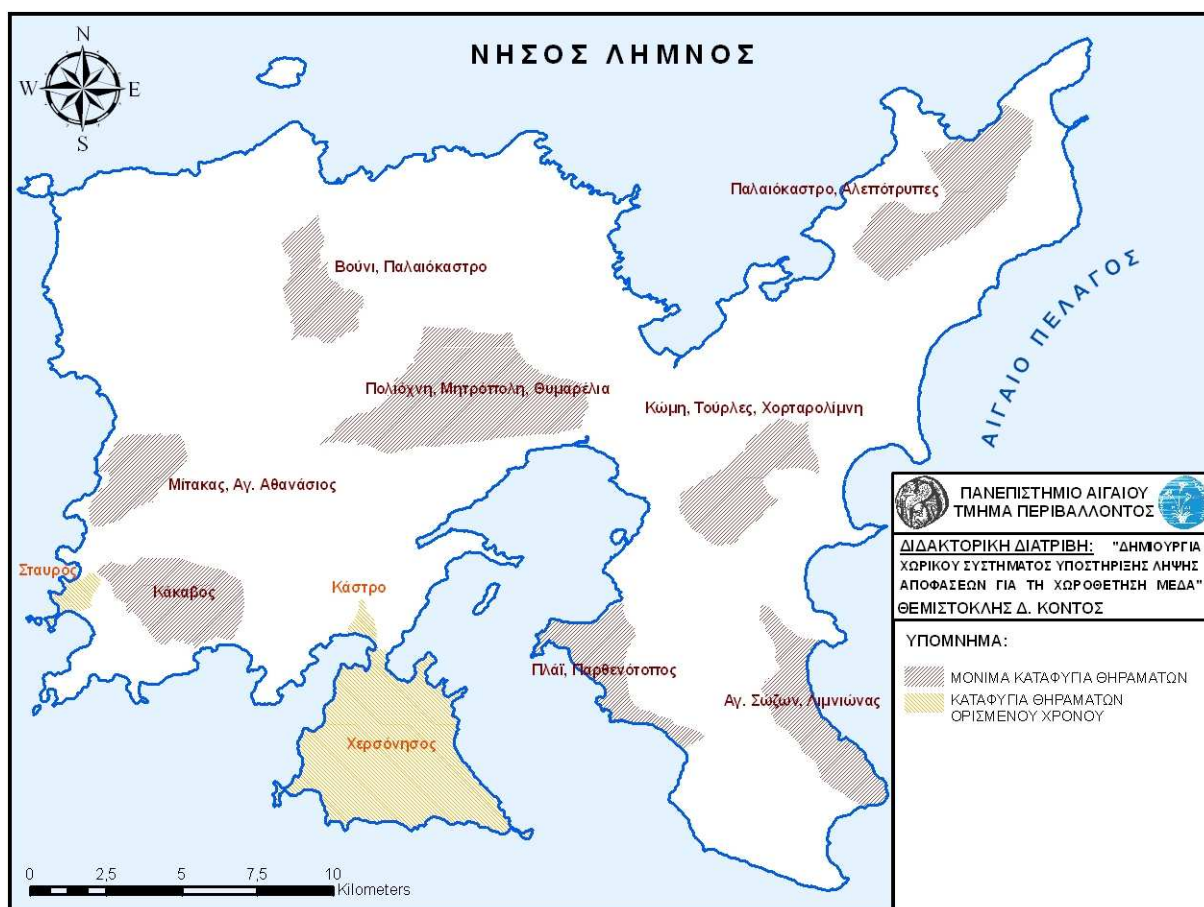 ΝΗΣΟΣ ΛΗΜΝΟΣ
N
W E
S
Παλαιόκαστρο, Αλεπότρυπες
Βούνι, Παλαιόκαστρο
ΑΙΓΑΙΟ ΠΕΛΑΓΟΣ
Πολιόχνη, Μητρόπολη, Θυμαρέλια
Κώμη, Τούρλες, Χορταρολίμνη
Μίτακας, Αγ. Αθανάσιος
Σταυρός
Κάκαβος
Κάστρο
Πλάϊ, Παρθενότοπος
Αγ. Σώζων, Λιμνιώνας
Χερσόνησος
0 2,5 5 7,5 10
Kilometers
ΠΑΝΕΠΙΣΤΗΜΙΟ ΑΙΓΑΙΟΥ
ΤΜΗΜΑ ΠΕΡΙΒΑΛΛΟΝΤΟΣ
ΔΙΔΑΚΤΟΡΙΚΗ ΔΙΑΤΡΙΒΗ: "ΔΗΜΙΟΥΡΓΙΑ
ΧΩΡΙΚΟΥ ΣΥΣΤΗΜΑΤΟΣ ΥΠΟΣΤΗΡΙΞΗΣ ΛΗΨΗΣ
ΑΠΟΦΑΣΕΩΝ ΓΙΑ ΤΗ ΧΩΡΟΘΕΤΗΣΗ ΜΕΔΑ"
ΘΕΜΙΣΤΟΚΛΗΣ Δ. ΚΟΝΤΟΣ
ΥΠΟΜΝΗΜΑ:
ΜΟΝΙΜΑ ΚΑΤΑΦΥΓΙΑ ΘΗΡΑΜΑΤΩΝ
ΚΑΤΑΦΥΓΙΑ ΘΗΡΑΜΑΤΩΝ
ΟΡΙΣΜΕΝΟΥ ΧΡΟΝΟΥ